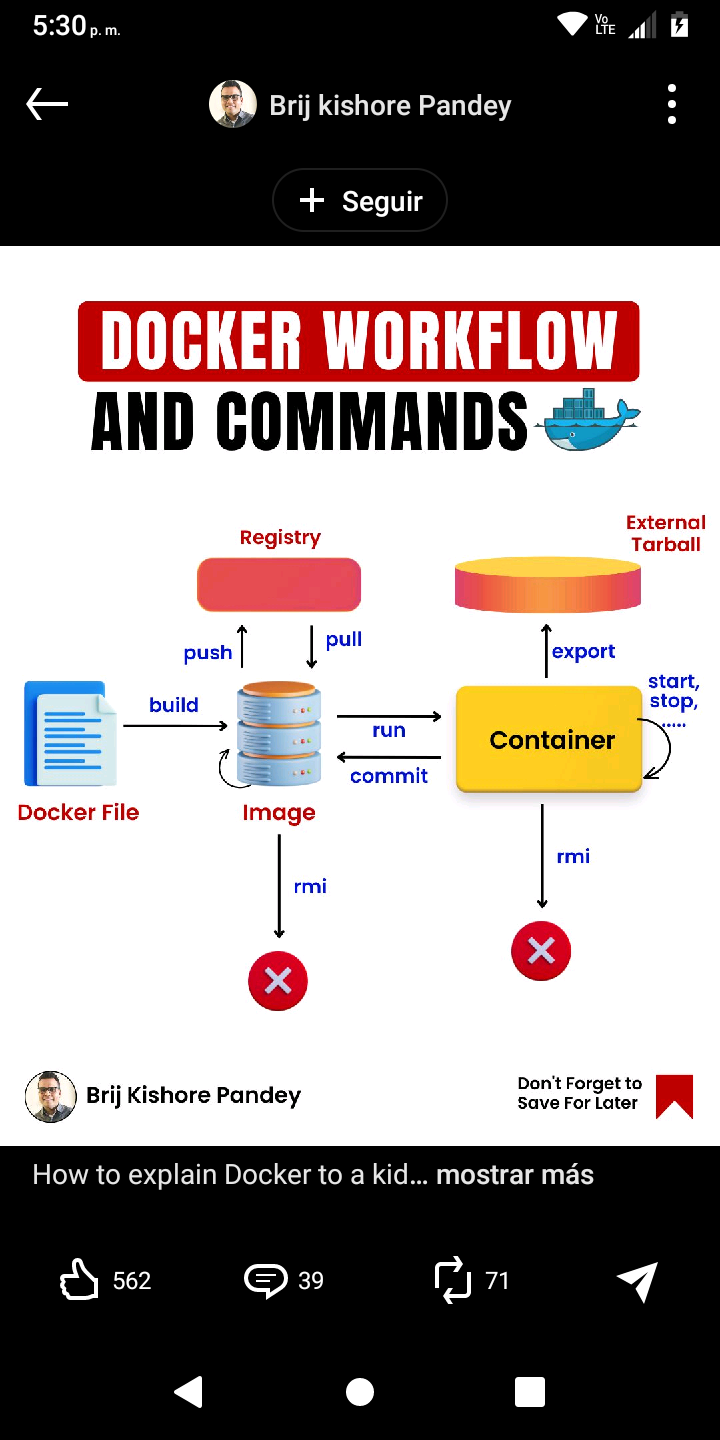 5:30 p. m.
Vo
LTE
Brij kishore Pandey
+ Seguir
DOCKER WORKFLOW
AND COMMANDS
External
Tarball
Registry
push
pull
export
start,
stop,
.....
build
run
Container
commit
Docker File
Image
rmi
rmi
Brij Kishore Pandey
Don't Forget to
Save For Later
How to explain Docker to a kid... mostrar más
562
39
71